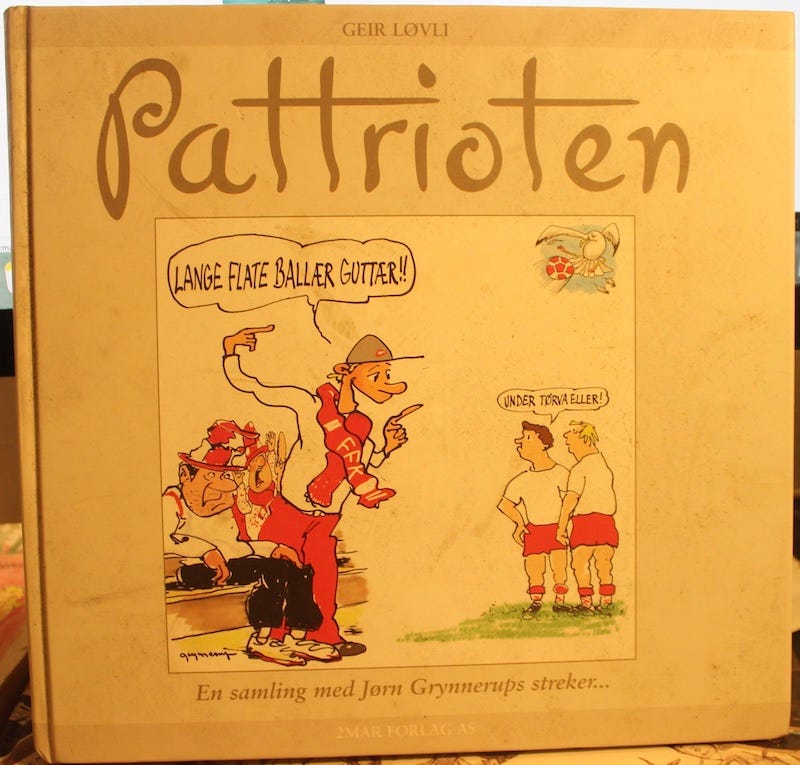 GEIR LØVLI
Pattrioten
LANGE FLATE BALLÆR GUTTÆR!!
UNDER TØRVA ELLER!
FFK
En samling med Jørn Grynnerups streker...
2MAR FORLAG AS